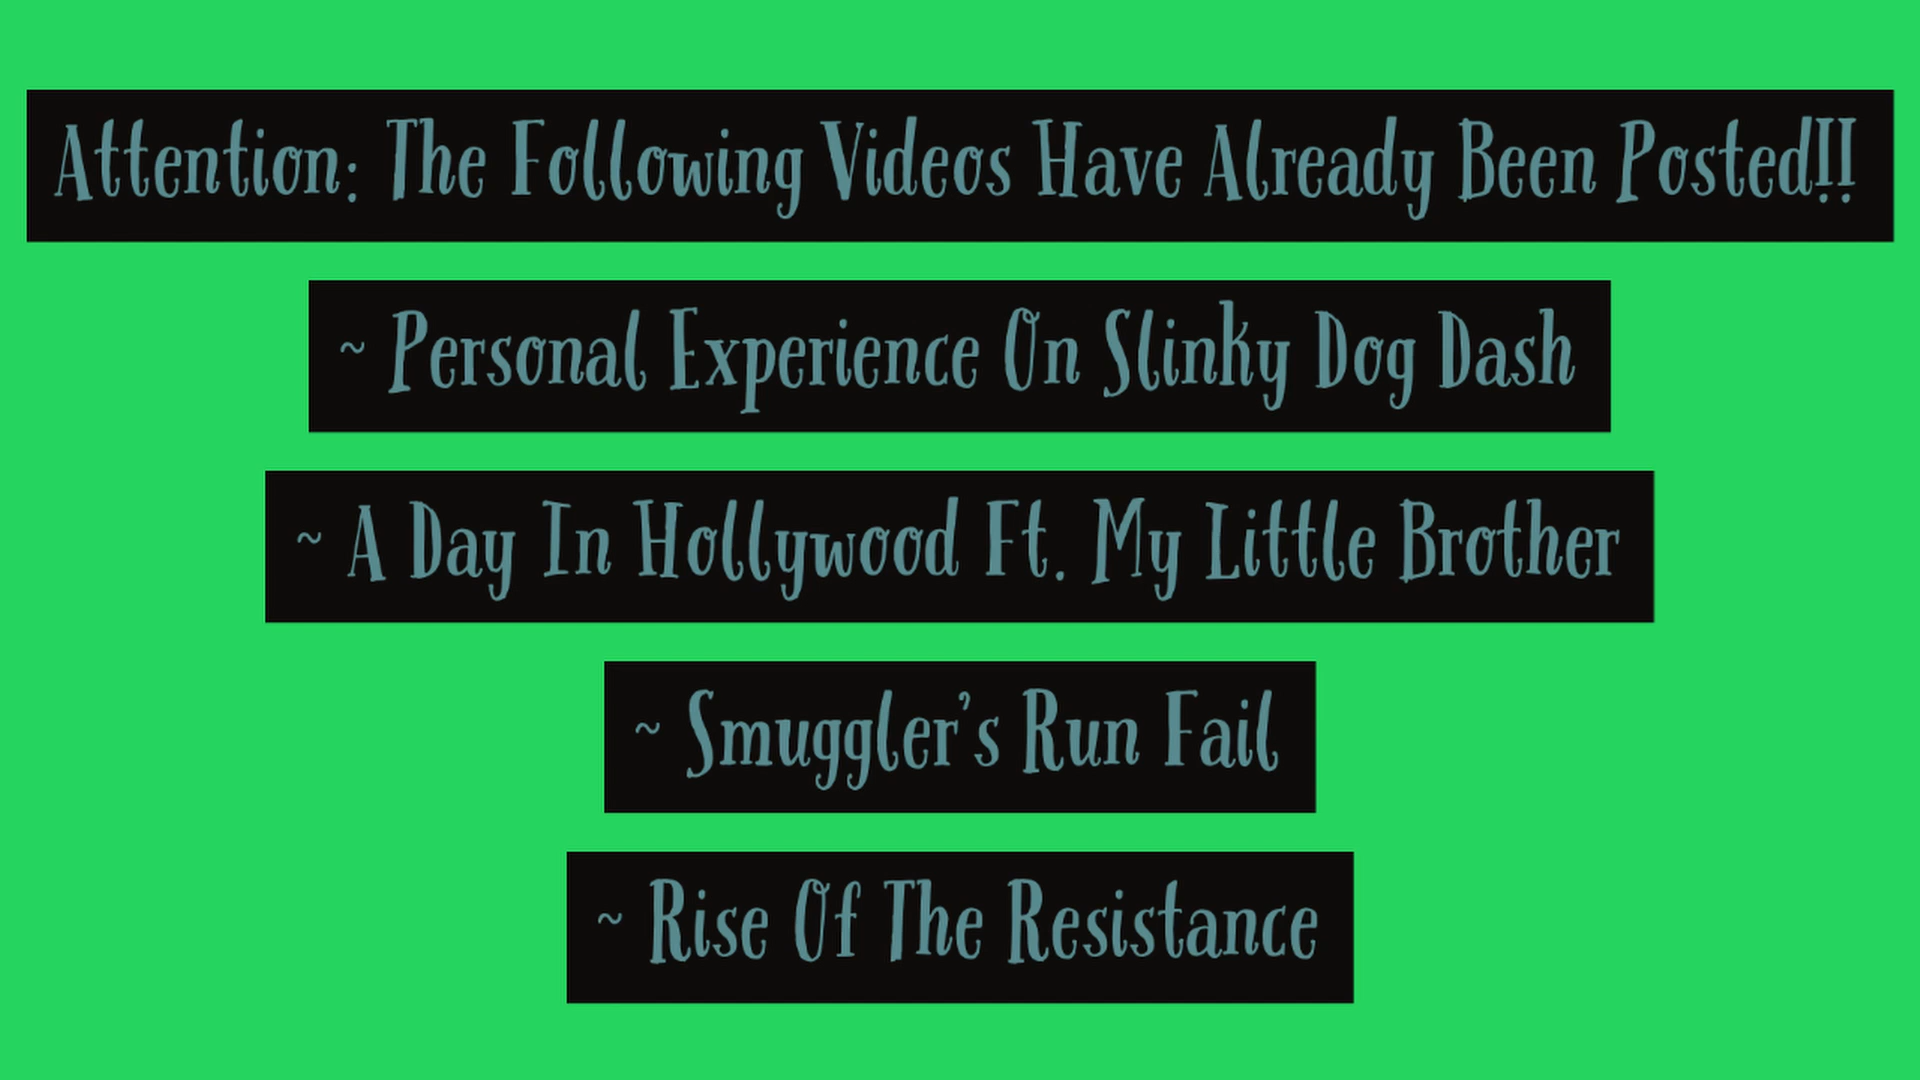 Attention: The Following Videos Have Already Been Posted!!
~ Personal Experience On Slinky Dog Dash
~ A Day In Hollywood Ft. My Little Brother
~ Smuggler's Run Fail
~ Rise Of The Resistance